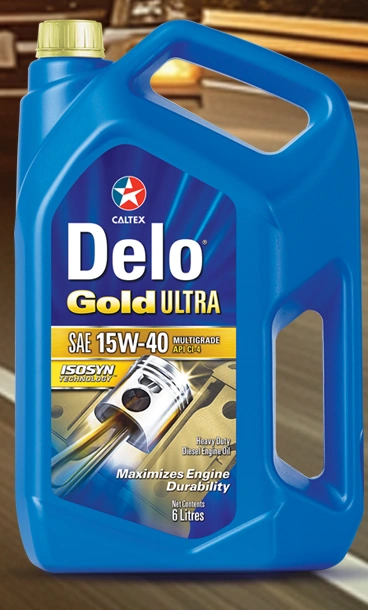 CALTEX
Delo®
Gold ULTRA
SAE 15W-40 MULTIGRADE
API CI-4
ISOSYN™
TECHNOLOGY
Heavy Duty
Diesel Engine Oil
Maximizes Engine
Durability
Net Contents
6 Litres